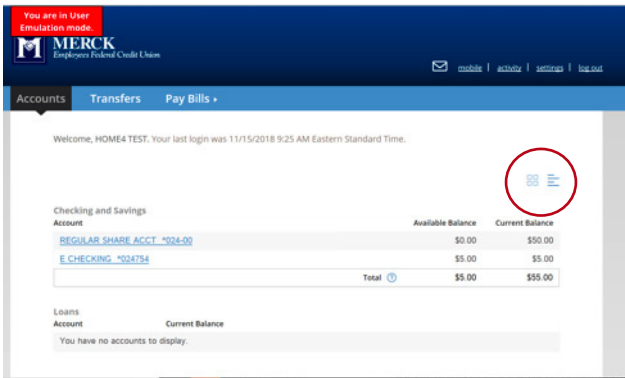 You are in User
Emulation mode.
MERCK
Employees Federal Credit Union
mobile | activity | settings | log out
Accounts Transfers Pay Bills
Welcome, HOME4 TEST. Your last login was 11/15/2018 9:25 AM Eastern Standard Time.
Checking and Savings
Account Available Balance Current Balance
REGULAR SHARE ACCT *024-00 $0.00 $50.00
E CHECKING *024754 $5.00 $5.00
Total ? $5.00 $55.00
Loans
Account Current Balance
You have no accounts to display.